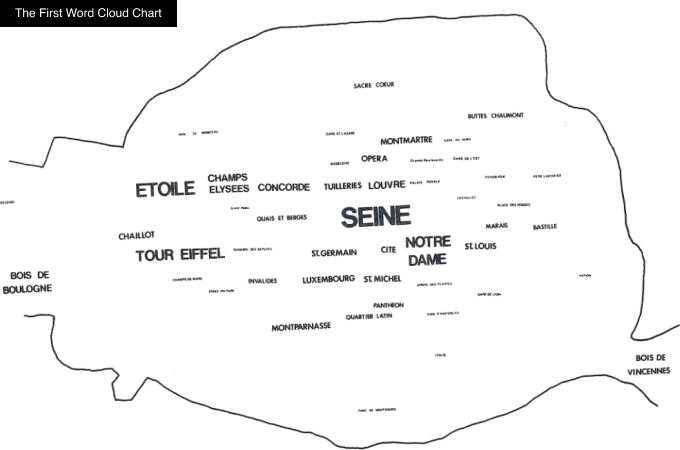 The First Word Cloud Chart
SACRE COEUR
BUTTES CHAUMONT
PARC DE MONCEAU
GARE ST LAZARE
MONTMARTRE
GARE DU NORD
MADELEINE
OPERA
Grands Boulevards
GARE DE L'EST
ETOILE
CHAMPS
ELYSEES
CONCORDE
TUILLERIES
LOUVRE
PALAIS ROYALE
REPUBLIQUE
PERE LACHAISE
QUAIS ET BERGES
SEINE
PLACE DES VOSGES
CHAILLOT
MARAIS
BASTILLE
TOUR EIFFEL
CHAMBRE DES DEPUTES
ST.GERMAIN
CITE
NOTRE
DAME
ST.LOUIS
BOIS DE
BOULOGNE
CHAMPS DE MARS
ECOLE MILITAIRE
INVALIDES
LUXEMBOURG
ST.MICHEL
JARDIN DES PLANTES
NATION
GARE DE LYON
PANTHEON
QUARTIER LATIN
GARE D'AUSTERLITZ
MONTPARNASSE
ITALIE
BOIS DE
VINCENNES
PARC DE MONTSOURIS